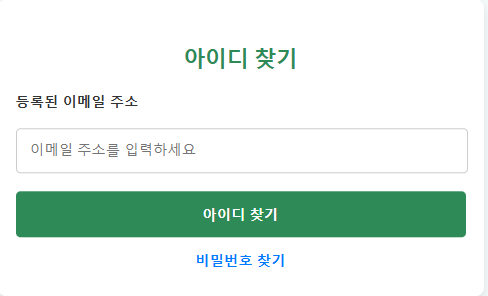 아이디 찾기
등록된 이메일 주소
이메일 주소를 입력하세요
아이디 찾기
비밀번호 찾기